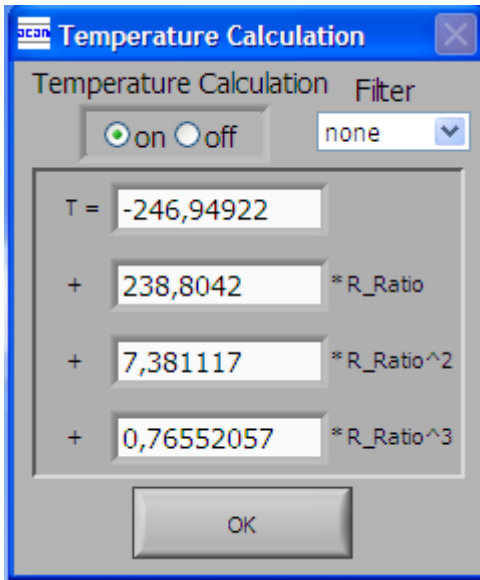 acan Temperature Calculation
Temperature Calculation Filter
on off none
T = -246,94922
+ 238,8042 *R_Ratio
+ 7,381117 *R_Ratio^2
+ 0,76552057 *R_Ratio^3
OK